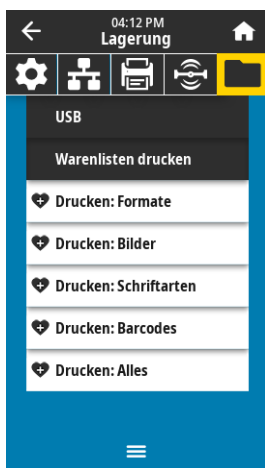 04:12 PM
Lagerung
USB
Warenlisten drucken
Drucken: Formate
Drucken: Bilder
Drucken: Schriftarten
Drucken: Barcodes
Drucken: Alles